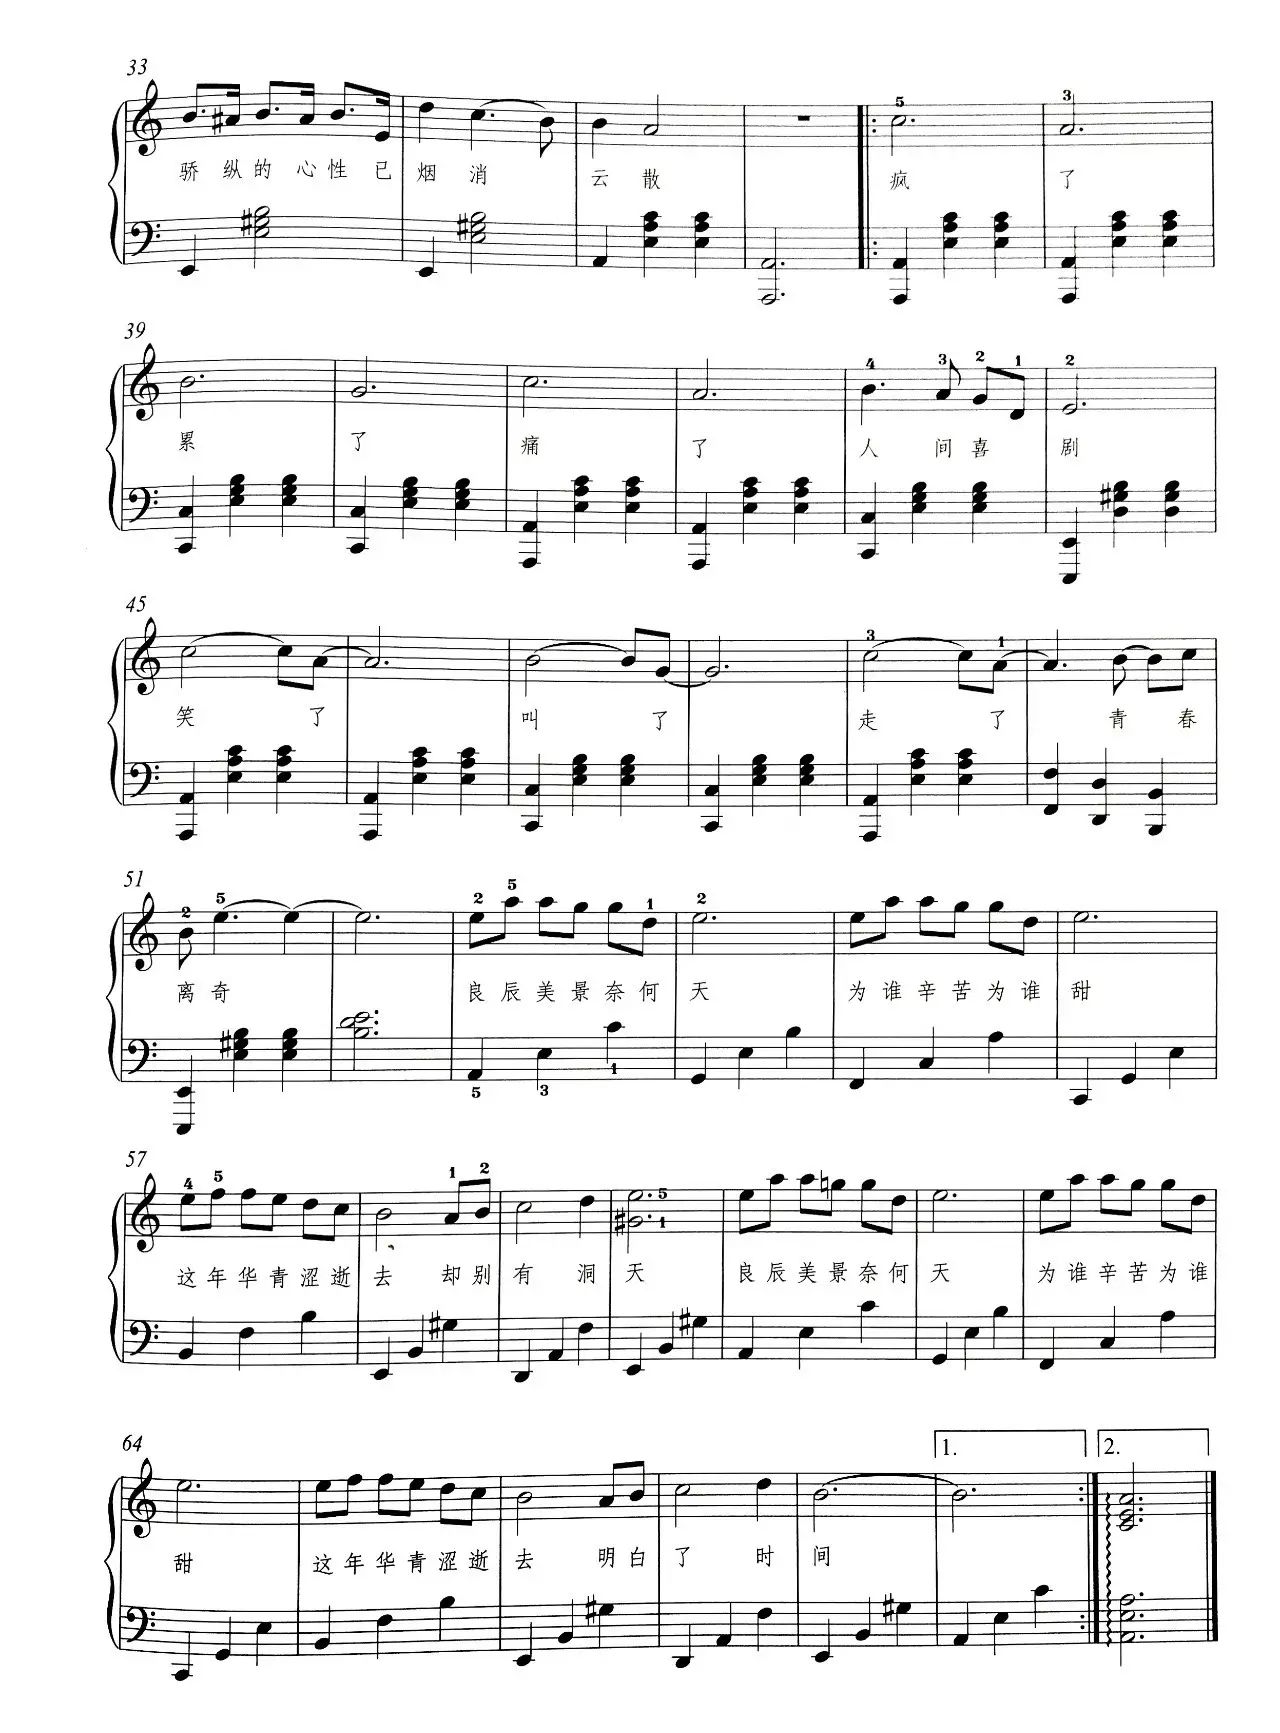 33
5 3
骄 纵 的 心 性 已 烟 消 云 散 疯 了
39
4 3 2 1 2
累 了 痛 了 人 间 喜 剧
45
3 1
笑 了 叫 了 走 了 青 春
51
2 5 2 5 1 2
离 奇 良 辰 美 景 奈 何 天 为 谁 辛 苦 为 谁 甜
5 3 1
57
4 5 1 2 5 1
这 年 华 青 涩 逝 去 却 别 有 洞 天 良 辰 美 景 奈 何 天 为 谁 辛 苦 为 谁
64
1. 2.
甜 这 年 华 青 涩 逝 去 明 白 了 时 间